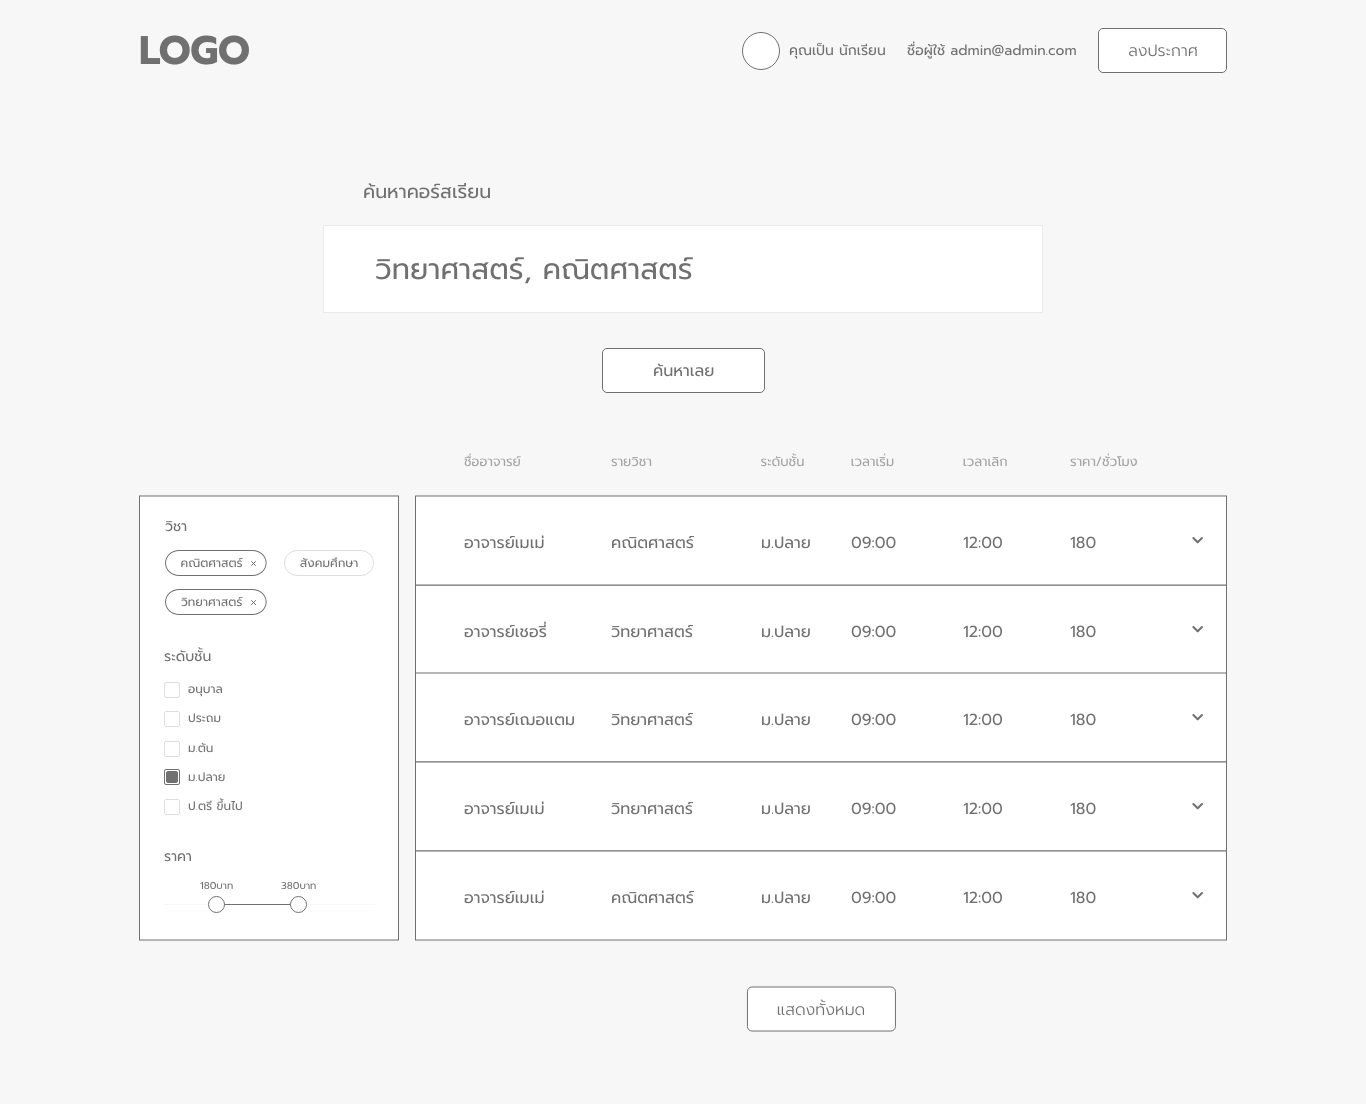 LOGO
คุณเป็น นักเรียน ชื่อผู้ใช้ admin@admin.com ลงประกาศ
ค้นหาคอร์สเรียน
วิทยาศาสตร์, คณิตศาสตร์
ค้นหาเลย
ชื่ออาจารย์ รายวิชา ระดับชั้น เวลาเริ่ม เวลาเลิก ราคา/ชั่วโมง
วิชา
คณิตศาสตร์ × สังคมศึกษา
วิทยาศาสตร์ ×
ระดับชั้น
อนุบาล
ประถม
ม.ต้น
ม.ปลาย
ป.ตรี ขึ้นไป
ราคา
180บาท 380บาท
อาจารย์เมเม่ คณิตศาสตร์ ม.ปลาย 09:00 12:00 180
อาจารย์เชอรี่ วิทยาศาสตร์ ม.ปลาย 09:00 12:00 180
อาจารย์เฌอแตม วิทยาศาสตร์ ม.ปลาย 09:00 12:00 180
อาจารย์เมเม่ วิทยาศาสตร์ ม.ปลาย 09:00 12:00 180
อาจารย์เมเม่ คณิตศาสตร์ ม.ปลาย 09:00 12:00 180
แสดงทั้งหมด